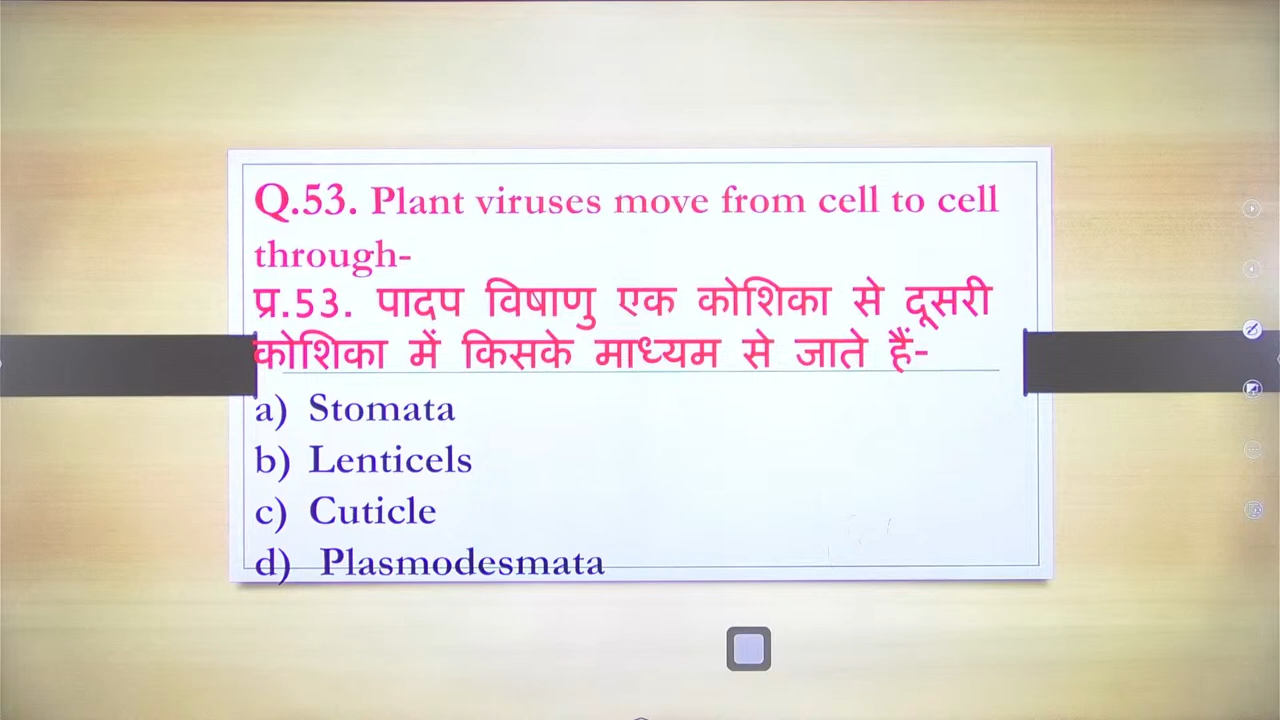 Q.53. Plant viruses move from cell to cell
through-
प्र.53. पादप विषाणु एक कोशिका से दूसरी
कोशिका में किसके माध्यम से जाते हैं-
a) Stomata
b) Lenticels
c) Cuticle
d) Plasmodesmata